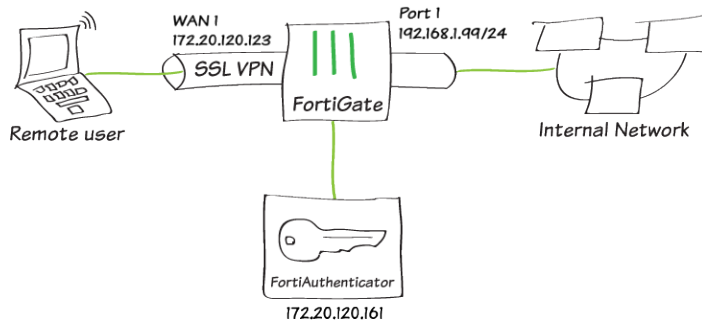 WAN 1
172.20.120.123
Port 1
192.168.1.99/24
SSL VPN
FortiGate
Remote user
Internal Network
FortiAuthenticator
172.20.120.161